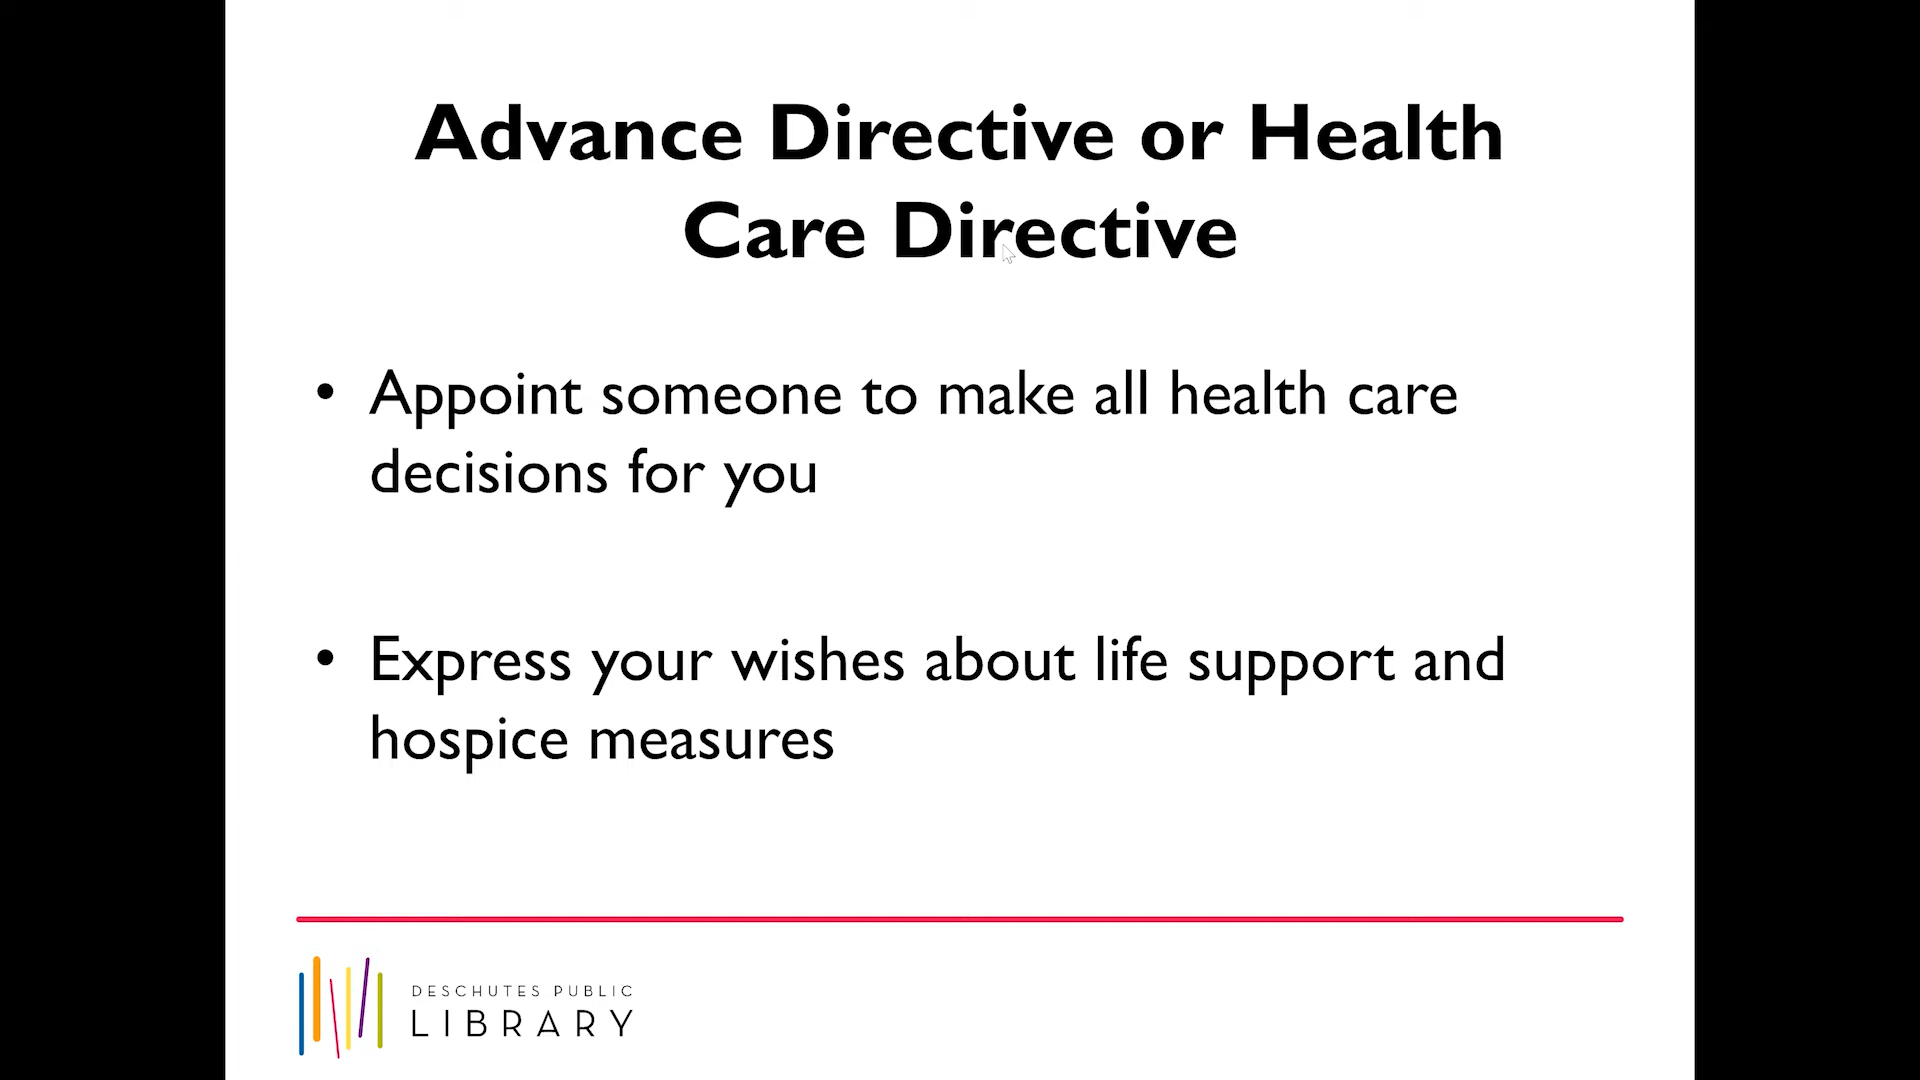 Advance Directive or Health
Care Directive
• Appoint someone to make all health care
decisions for you
• Express your wishes about life support and
hospice measures
DESCHUTES PUBLIC
LIBRARY